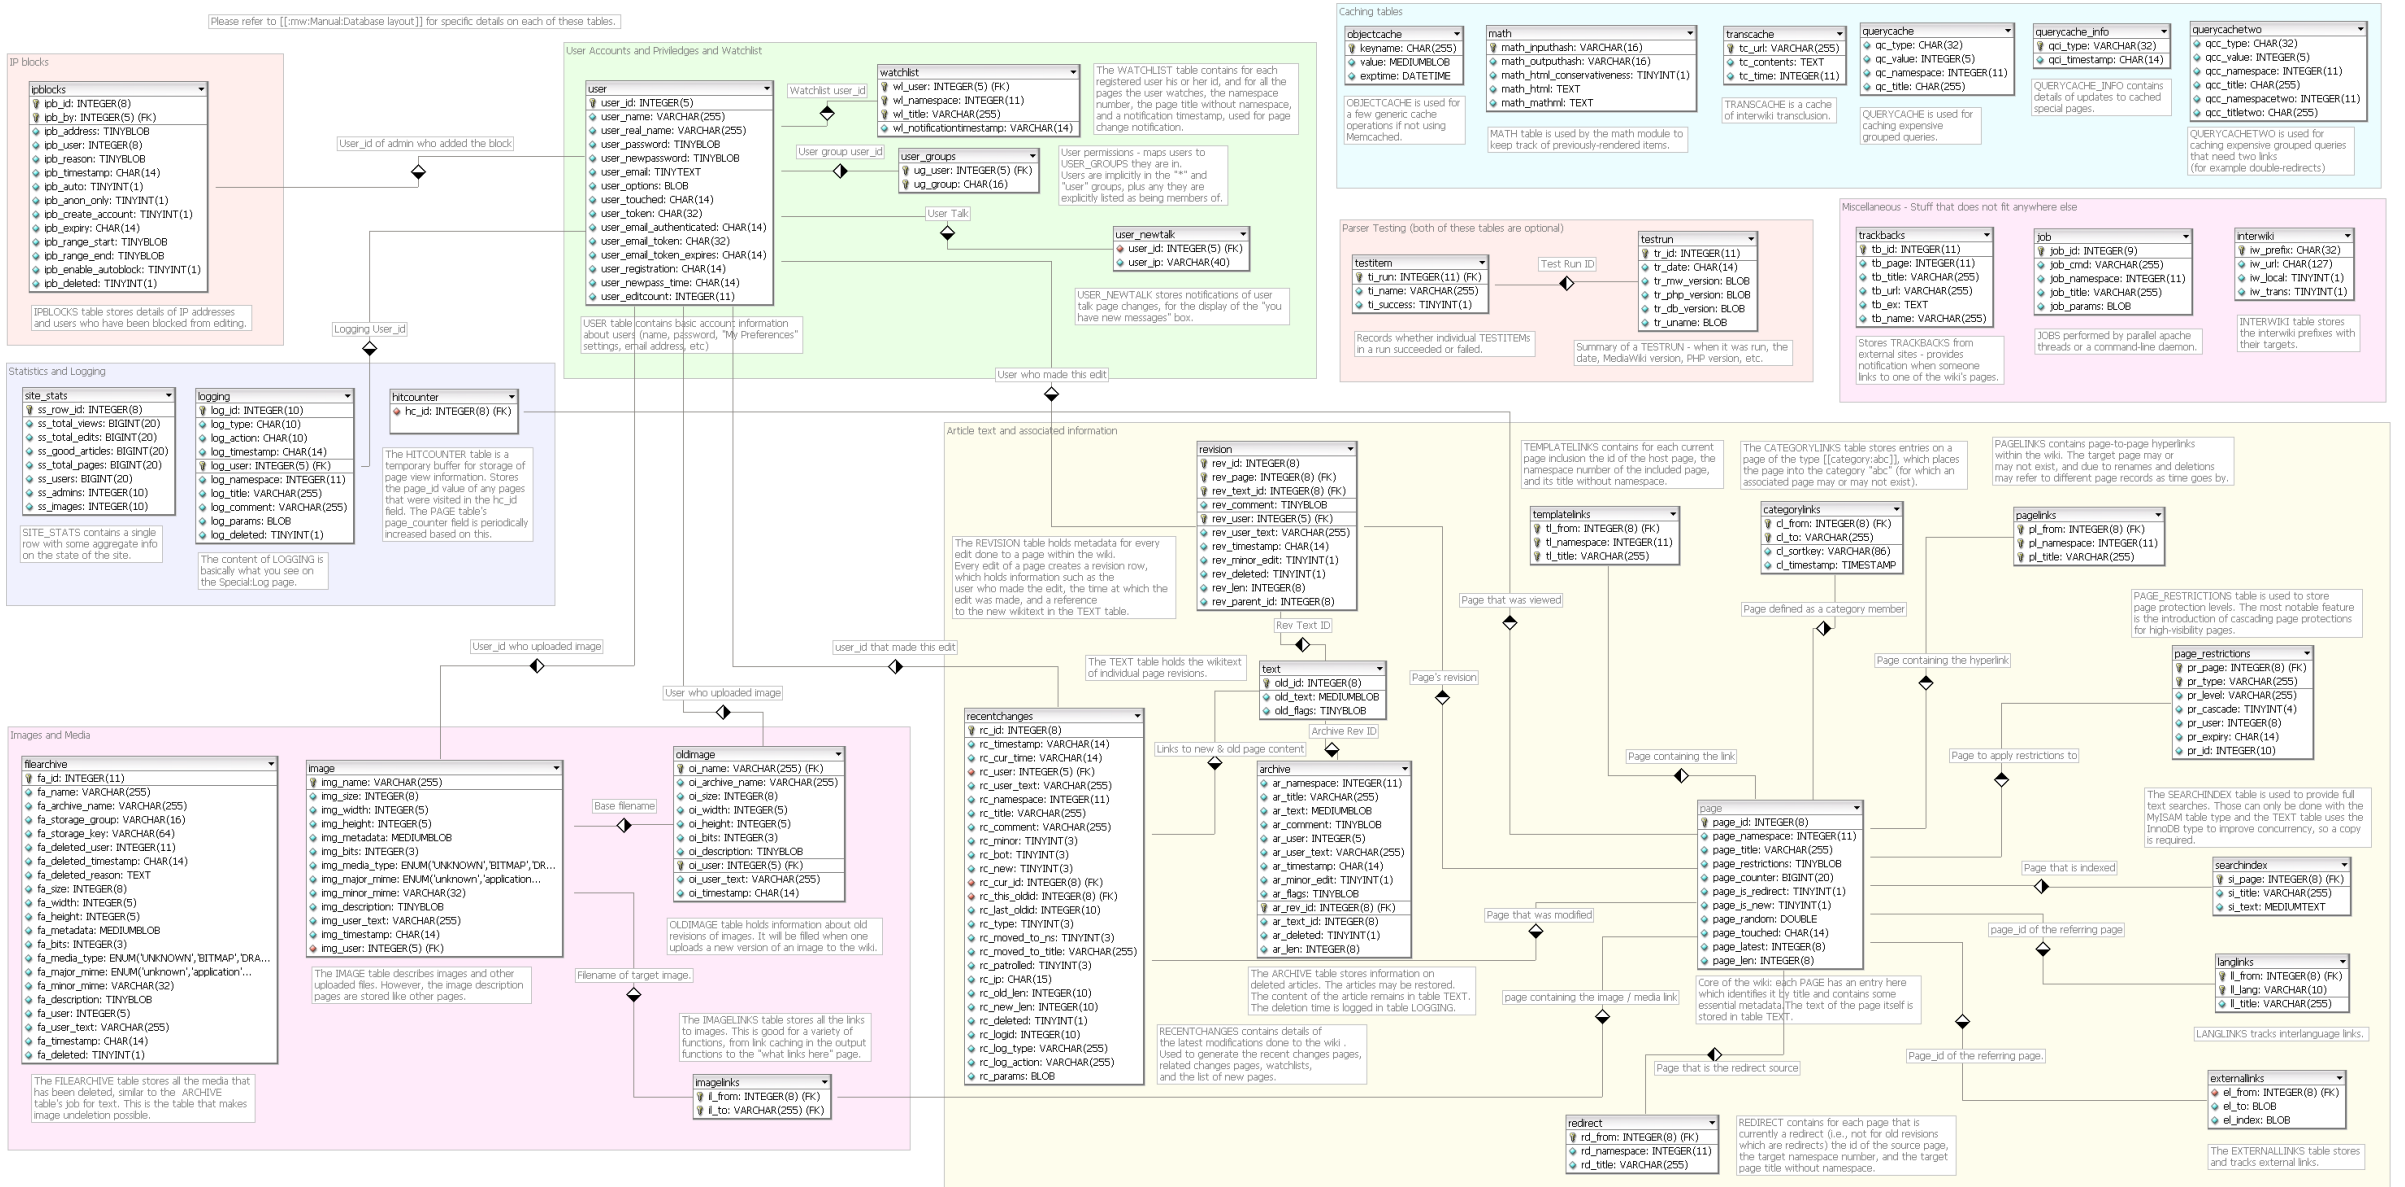 Please refer to [[:mw:Manual:Database layout]] for specific details on each of these tables.
IP blocks
ipblocks
ipb_id: INTEGER(8)
ipb_by: INTEGER(5) (FK)
ipb_address: TINYBLOB
ipb_user: INTEGER(8)
ipb_reason: TINYBLOB
ipb_timestamp: CHAR(14)
ipb_auto: TINYINT(1)
ipb_anon_only: TINYINT(1)
ipb_create_account: TINYINT(1)
ipb_expiry: CHAR(14)
ipb_range_start: TINYBLOB
ipb_range_end: TINYBLOB
ipb_enable_autoblock: TINYINT(1)
ipb_deleted: TINYINT(1)
IPBLOCKS table stores details of IP addresses
and users who have been blocked from editing.
User_id of admin who added the block
Logging User_id
User Accounts and Priviledges and Watchlist
user
user_id: INTEGER(5)
user_name: VARCHAR(255)
user_real_name: VARCHAR(255)
user_password: TINYBLOB
user_newpassword: TINYBLOB
user_email: TINYTEXT
user_options: BLOB
user_touched: CHAR(14)
user_token: CHAR(32)
user_email_authenticated: CHAR(14)
user_email_token: CHAR(32)
user_email_token_expires: CHAR(14)
user_registration: CHAR(14)
user_newpass_time: CHAR(14)
user_editcount: INTEGER(11)
USER table contains basic account information
about users (name, password, "My Preferences"
settings, email address, etc)
Watchlist user_id
watchlist
wl_user: INTEGER(5) (FK)
wl_namespace: INTEGER(11)
wl_title: VARCHAR(255)
wl_notificationtimestamp: VARCHAR(14)
The WATCHLIST table contains for each
registered user his or her id, and for all the
pages the user watches, the namespace
number, the page title without namespace,
and a notification timestamp, used for page
change notification.
User group user_id
user_groups
ug_user: INTEGER(5) (FK)
ug_group: CHAR(16)
User permissions - maps users to
USER_GROUPS they are in.
Users are implicitly in the "*" and
"user" groups, plus any they are
explicitly listed as being members of.
User Talk
user_newtalk
user_id: INTEGER(5) (FK)
user_ip: VARCHAR(40)
USER_NEWTALK stores notifications of user
talk page changes, for the display of the "you
have new messages" box.
User who made this edit
Caching tables
objectcache
keyname: CHAR(255)
value: MEDIUMBLOB
exptime: DATETIME
OBJECTCACHE is used for
a few generic cache
operations if not using
Memcached.
math
math_inputhash: VARCHAR(16)
math_outputhash: VARCHAR(16)
math_html_conservativeness: TINYINT(1)
math_html: TEXT
math_mathml: TEXT
MATH table is used by the math module to
keep track of previously-rendered items.
transcache
tc_url: VARCHAR(255)
tc_contents: TEXT
tc_time: INTEGER(11)
TRANSCACHE is a cache
of interwiki transclusion.
querycache
qc_type: CHAR(32)
qc_value: INTEGER(5)
qc_namespace: INTEGER(11)
qc_title: CHAR(255)
QUERYCACHE is used for
caching expensive
grouped queries.
querycache_info
qci_type: VARCHAR(32)
qci_timestamp: CHAR(14)
QUERYCACHE_INFO contains
details of updates to cached
special pages.
querycachetwo
qcc_type: CHAR(32)
qcc_value: INTEGER(5)
qcc_namespace: INTEGER(11)
qcc_title: CHAR(255)
qcc_namespacetwo: INTEGER(11)
qcc_titletwo: CHAR(255)
QUERYCACHETWO is used for
caching expensive grouped queries
that need two links
(for example double-redirects)
Parser Testing (both of these tables are optional)
testitem
ti_run: INTEGER(11) (FK)
ti_name: VARCHAR(255)
ti_success: TINYINT(1)
Records whether individual TESTITEMs
in a run succeeded or failed.
Test Run ID
testrun
tr_id: INTEGER(11)
tr_date: CHAR(14)
tr_mw_version: BLOB
tr_php_version: BLOB
tr_db_version: BLOB
tr_uname: BLOB
Summary of a TESTRUN - when it was run, the
date, MediaWiki version, PHP version, etc.
Miscellaneous - Stuff that does not fit anywhere else
trackbacks
tb_id: INTEGER(11)
tb_page: INTEGER(11)
tb_title: VARCHAR(255)
tb_url: VARCHAR(255)
tb_ex: TEXT
tb_name: VARCHAR(255)
Stores TRACKBACKS from
external sites - provides
notification when someone
links to one of the wiki's pages.
job
job_id: INTEGER(9)
job_cmd: VARCHAR(255)
job_namespace: INTEGER(11)
job_title: VARCHAR(255)
job_params: BLOB
JOBS performed by parallel apache
threads or a command-line daemon.
interwiki
iw_prefix: CHAR(32)
iw_url: CHAR(127)
iw_local: TINYINT(1)
iw_trans: TINYINT(1)
INTERWIKI table stores
the interwiki prefixes with
their targets.
Statistics and Logging
site_stats
ss_row_id: INTEGER(8)
ss_total_views: BIGINT(20)
ss_total_edits: BIGINT(20)
ss_good_articles: BIGINT(20)
ss_total_pages: BIGINT(20)
ss_users: BIGINT(20)
ss_admins: INTEGER(10)
ss_images: INTEGER(10)
SITE_STATS contains a single
row with some aggregate info
on the state of the site.
logging
log_id: INTEGER(10)
log_type: CHAR(10)
log_action: CHAR(10)
log_timestamp: CHAR(14)
log_user: INTEGER(5) (FK)
log_namespace: INTEGER(11)
log_title: VARCHAR(255)
log_comment: VARCHAR(255)
log_params: BLOB
log_deleted: TINYINT(1)
The content of LOGGING is
basically what you see on
the Special:Log page.
hitcounter
hc_id: INTEGER(8) (FK)
The HITCOUNTER table is a
temporary buffer for storage of
page view information. Stores
the page_id value of any pages
that were visited in the hc_id
field. The PAGE table's
page_counter field is periodically
increased based on this.
User_id who uploaded image
User who uploaded image
user_id that made this edit
Images and Media
filearchive
fa_id: INTEGER(11)
fa_name: VARCHAR(255)
fa_archive_name: VARCHAR(255)
fa_storage_group: VARCHAR(16)
fa_storage_key: VARCHAR(64)
fa_deleted_user: INTEGER(11)
fa_deleted_timestamp: CHAR(14)
fa_deleted_reason: TEXT
fa_size: INTEGER(8)
fa_width: INTEGER(5)
fa_height: INTEGER(5)
fa_metadata: MEDIUMBLOB
fa_bits: INTEGER(3)
fa_media_type: ENUM('UNKNOWN','BITMAP','DRA...
fa_major_mime: ENUM('unknown','application'...
fa_minor_mime: VARCHAR(32)
fa_description: TINYBLOB
fa_user: INTEGER(5)
fa_user_text: VARCHAR(255)
fa_timestamp: CHAR(14)
fa_deleted: TINYINT(1)
The FILEARCHIVE table stores all the media that
has been deleted, similar to the ARCHIVE
table's job for text. This is the table that makes
image undeletion possible.
image
img_name: VARCHAR(255)
img_size: INTEGER(8)
img_width: INTEGER(5)
img_height: INTEGER(5)
img_metadata: MEDIUMBLOB
img_bits: INTEGER(3)
img_media_type: ENUM('UNKNOWN','BITMAP','DR...
img_major_mime: ENUM('unknown','application...
img_minor_mime: VARCHAR(32)
img_description: TINYBLOB
img_user_text: VARCHAR(255)
img_timestamp: CHAR(14)
img_user: INTEGER(5) (FK)
The IMAGE table describes images and other
uploaded files. However, the image description
pages are stored like other pages.
Base filename
oldimage
oi_name: VARCHAR(255) (FK)
oi_archive_name: VARCHAR(255)
oi_size: INTEGER(8)
oi_width: INTEGER(5)
oi_height: INTEGER(5)
oi_bits: INTEGER(3)
oi_description: TINYBLOB
oi_user: INTEGER(5) (FK)
oi_user_text: VARCHAR(255)
oi_timestamp: CHAR(14)
OLDIMAGE table holds information about old
revisions of images. It will be filled when one
uploads a new version of an image to the wiki.
Filename of target image.
The IMAGELINKS table stores all the links
to images. This is good for a variety of
functions, from link caching in the output
functions to the "what links here" page.
imagelinks
il_from: INTEGER(8) (FK)
il_to: VARCHAR(255) (FK)
Article text and associated information
revision
rev_id: INTEGER(8)
rev_page: INTEGER(8) (FK)
rev_text_id: INTEGER(8) (FK)
rev_comment: TINYBLOB
rev_user: INTEGER(5) (FK)
rev_user_text: VARCHAR(255)
rev_timestamp: CHAR(14)
rev_minor_edit: TINYINT(1)
rev_deleted: TINYINT(1)
rev_len: INTEGER(8)
rev_parent_id: INTEGER(8)
The REVISION table holds metadata for every
edit done to a page within the wiki.
Every edit of a page creates a revision row,
which holds information such as the
user who made the edit, the time at which the
edit was made, and a reference
to the new wikitext in the TEXT table.
Rev Text ID
The TEXT table holds the wikitext
of individual page revisions.
text
old_id: INTEGER(8)
old_text: MEDIUMBLOB
old_flags: TINYBLOB
Archive Rev ID
Links to new & old page content
recentchanges
rc_id: INTEGER(8)
rc_timestamp: VARCHAR(14)
rc_cur_time: VARCHAR(14)
rc_user: INTEGER(5) (FK)
rc_user_text: VARCHAR(255)
rc_namespace: INTEGER(11)
rc_title: VARCHAR(255)
rc_comment: VARCHAR(255)
rc_minor: TINYINT(3)
rc_bot: TINYINT(3)
rc_new: TINYINT(3)
rc_cur_id: INTEGER(8) (FK)
rc_this_oldid: INTEGER(8) (FK)
rc_last_oldid: INTEGER(10)
rc_type: TINYINT(3)
rc_moved_to_ns: TINYINT(3)
rc_moved_to_title: VARCHAR(255)
rc_patrolled: TINYINT(3)
rc_ip: CHAR(15)
rc_old_len: INTEGER(10)
rc_new_len: INTEGER(10)
rc_deleted: TINYINT(1)
rc_logid: INTEGER(10)
rc_log_type: VARCHAR(255)
rc_log_action: VARCHAR(255)
rc_params: BLOB
archive
ar_namespace: INTEGER(11)
ar_title: VARCHAR(255)
ar_text: MEDIUMBLOB
ar_comment: TINYBLOB
ar_user: INTEGER(5)
ar_user_text: VARCHAR(255)
ar_timestamp: CHAR(14)
ar_minor_edit: TINYINT(1)
ar_flags: TINYBLOB
ar_rev_id: INTEGER(8) (FK)
ar_text_id: INTEGER(8)
ar_deleted: TINYINT(1)
ar_len: INTEGER(8)
The ARCHIVE table stores information on
deleted articles. The articles may be restored.
The content of the article remains in table TEXT.
The deletion time is logged in table LOGGING.
RECENTCHANGES contains details of
the latest modifications done to the wiki .
Used to generate the recent changes pages,
related changes pages, watchlists,
and the list of new pages.
TEMPLATELINKS contains for each current
page inclusion the id of the host page, the
namespace number of the included page,
and its title without namespace.
templatelinks
tl_from: INTEGER(8) (FK)
tl_namespace: INTEGER(11)
tl_title: VARCHAR(255)
The CATEGORYLINKS table stores entries on a
page of the type [[category:abc]], which places
the page into the category "abc" (for which an
associated page may or may not exist).
categorylinks
cl_from: INTEGER(8) (FK)
cl_to: VARCHAR(255)
cl_sortkey: VARCHAR(86)
cl_timestamp: TIMESTAMP
PAGELINKS contains page-to-page hyperlinks
within the wiki. The target page may or
may not exist, and due to renames and deletions
may refer to different page records as time goes by.
pagelinks
pl_from: INTEGER(8) (FK)
pl_namespace: INTEGER(11)
pl_title: VARCHAR(255)
Page that was viewed
Page defined as a category member
Page containing the hyperlink
Page's revision
Page containing the link
PAGE_RESTRICTIONS table is used to store
page protection levels. The most notable feature
is the introduction of cascading page protections
for high-visibility pages.
page_restrictions
pr_page: INTEGER(8) (FK)
pr_type: VARCHAR(255)
pr_level: VARCHAR(255)
pr_cascade: TINYINT(4)
pr_user: INTEGER(8)
pr_expiry: CHAR(14)
pr_id: INTEGER(10)
Page to apply restrictions to
page
page_id: INTEGER(8)
page_namespace: INTEGER(11)
page_title: VARCHAR(255)
page_restrictions: TINYBLOB
page_counter: BIGINT(20)
page_is_redirect: TINYINT(1)
page_is_new: TINYINT(1)
page_random: DOUBLE
page_touched: CHAR(14)
page_latest: INTEGER(8)
page_len: INTEGER(8)
Core of the wiki: each PAGE has an entry here
which identifies it by title and contains some
essential metadata.The text of the page itself is
stored in table TEXT.
The SEARCHINDEX table is used to provide full
text searches. Those can only be done with the
MyISAM table type and the TEXT table uses the
InnoDB type to improve concurrency, so a copy
is required.
Page that is indexed
searchindex
si_page: INTEGER(8) (FK)
si_title: VARCHAR(255)
si_text: MEDIUMTEXT
Page that was modified
page_id of the referring page
langlinks
ll_from: INTEGER(8) (FK)
ll_lang: VARCHAR(10)
ll_title: VARCHAR(255)
LANGLINKS tracks interlanguage links.
page containing the image / media link
Page_id of the referring page.
Page that is the redirect source
externallinks
el_from: INTEGER(8) (FK)
el_to: BLOB
el_index: BLOB
The EXTERNALLINKS table stores
and tracks external links.
redirect
rd_from: INTEGER(8) (FK)
rd_namespace: INTEGER(11)
rd_title: VARCHAR(255)
REDIRECT contains for each page that is
currently a redirect (i.e., not for old revisions
which are redirects) the id of the source page,
the target namespace number, and the target
page title without namespace.